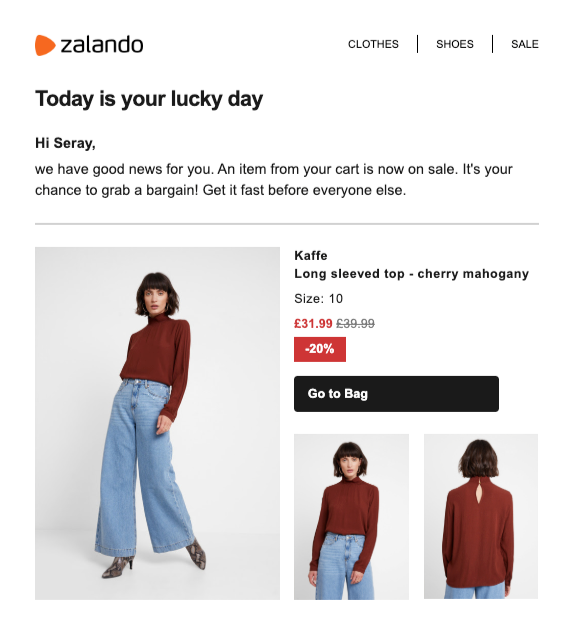 zalando
CLOTHES
SHOES
SALE
Today is your lucky day
Hi Seray,
we have good news for you. An item from your cart is now on sale. It's your
chance to grab a bargain! Get it fast before everyone else.
Kaffe
Long sleeved top - cherry mahogany
Size: 10
£31.99 £39.99
-20%
Go to Bag